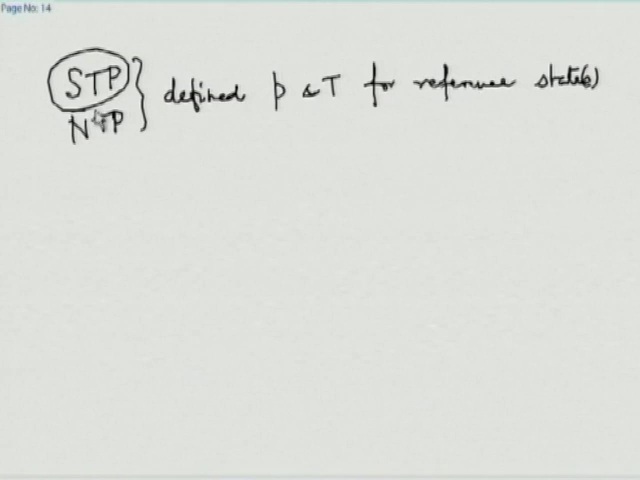 Page No: 14
STP } defined p & T for reference state(s)
NTP